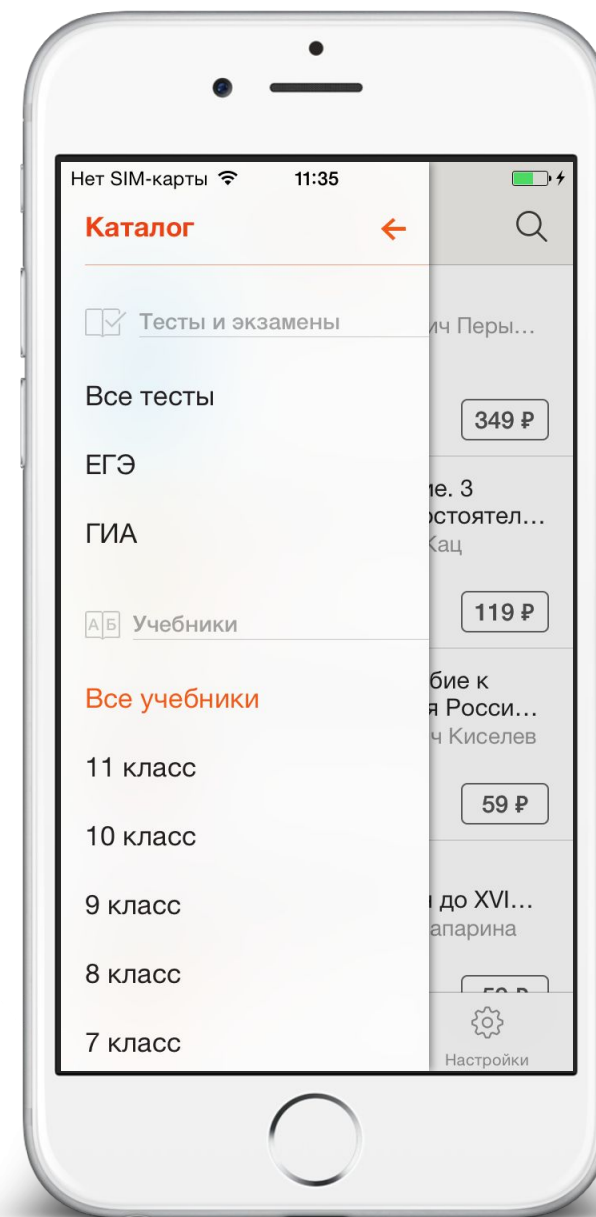 Нет SIM-карты 11:35
Каталог
Тесты и экзамены
Все тесты
ЕГЭ
ГИА
АБ Учебники
Все учебники
11 класс
10 класс
9 класс
8 класс
7 класс
ич Перы...
349 ₽
ие. 3
остоятел...
Кац
119 ₽
бие к
я Росси...
ч Киселев
59 ₽
до XVI...
апарина
59 ₽
Настройки